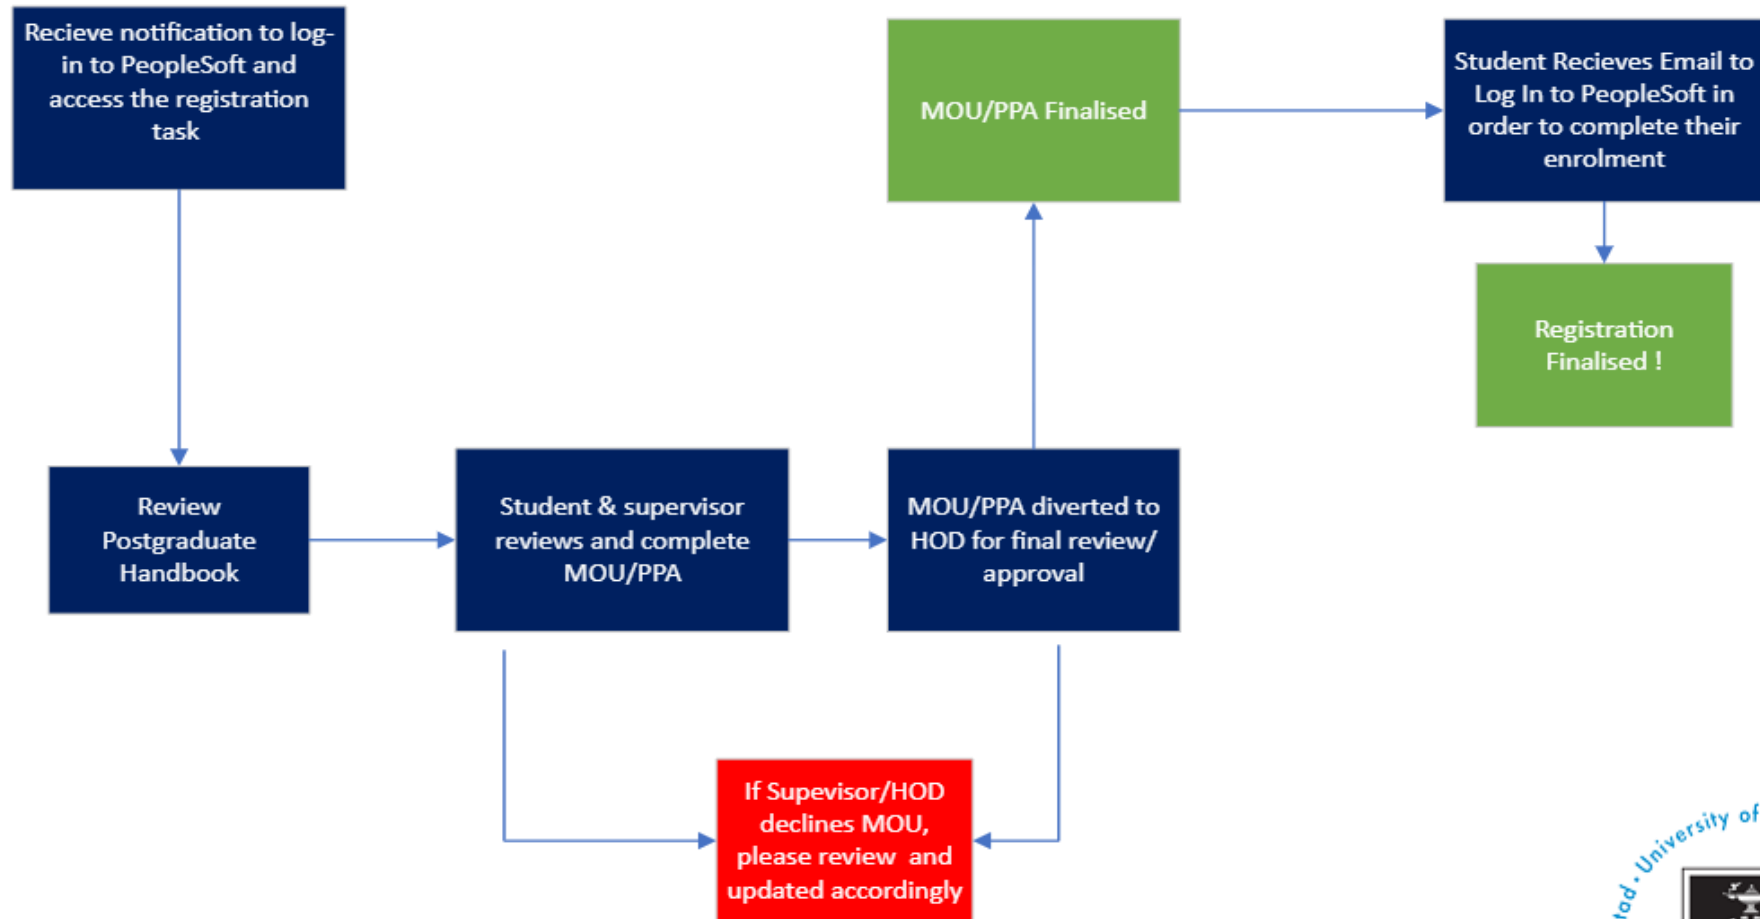 Recieve notification to log-
in to PeopleSoft and
access the registration
task
Review
Postgraduate
Handbook
Student & supervisor
reviews and complete
MOU/PPA
MOU/PPA diverted to
HOD for final review/
approval
If Supevisor/HOD
declines MOU,
please review and
updated accordingly
MOU/PPA Finalised
Student Recieves Email to
Log In to PeopleSoft in
order to complete their
enrolment
Registration
Finalised !
tad · University of